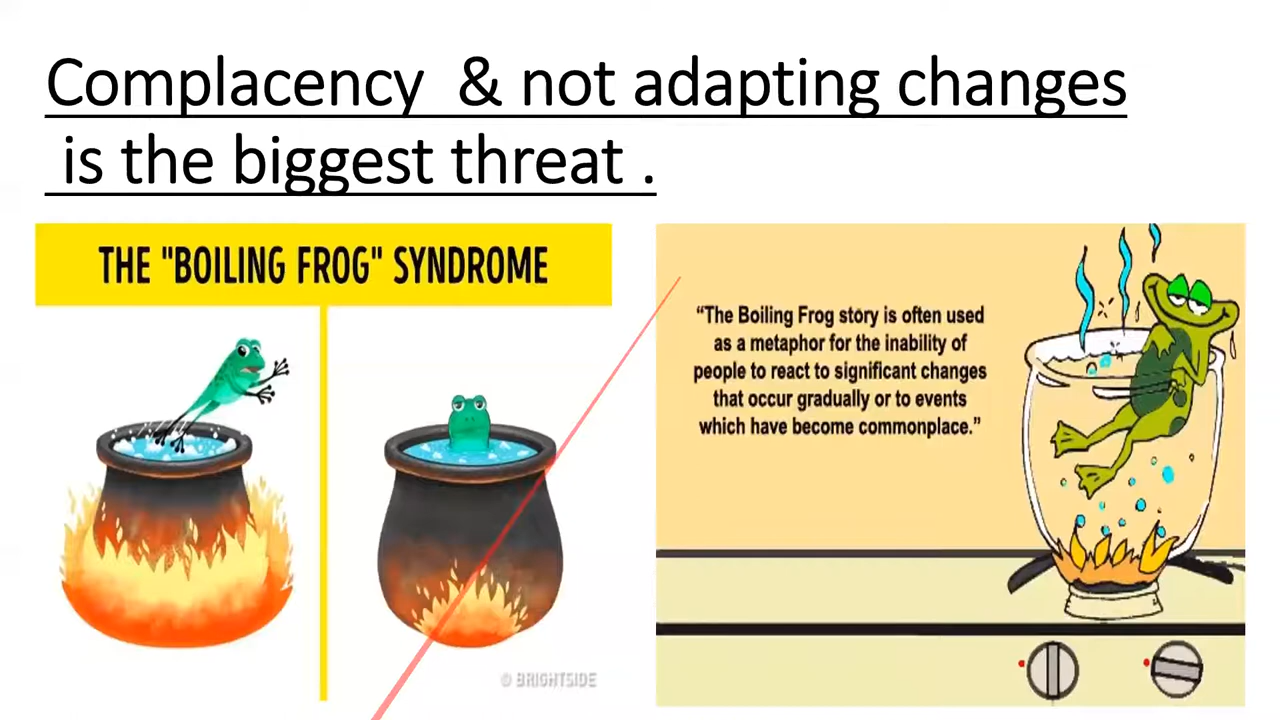 Complacency & not adapting changes
is the biggest threat .
THE "BOILING FROG" SYNDROME
© BRIGHTSIDE
“The Boiling Frog story is often used
as a metaphor for the inability of
people to react to significant changes
that occur gradually or to events
which have become commonplace.”